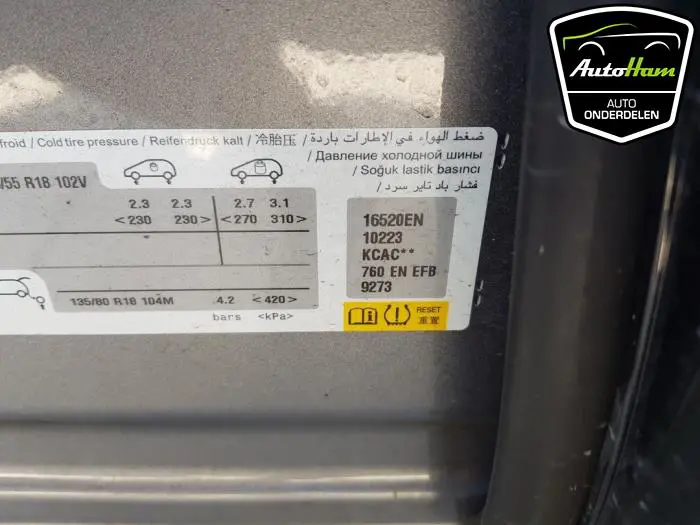 AutoHam
AUTO
ONDERDELEN
froid / Cold tire pressure / Reifendruck kalt / 冷胎压 / ضغط الهواء في الإطارات باردة /
/ Давление холодной шины
/ Soğuk lastik basıncı
/ فشار باد تایر سرد
/55 R18 102V
2.3 2.3 2.7 3.1
<230 230> <270 310>
135/80 R18 104M 4.2 <420>
bars <kPa>
16520EN
10223
KCAC**
760 EN EFB
9273
RESET
重置